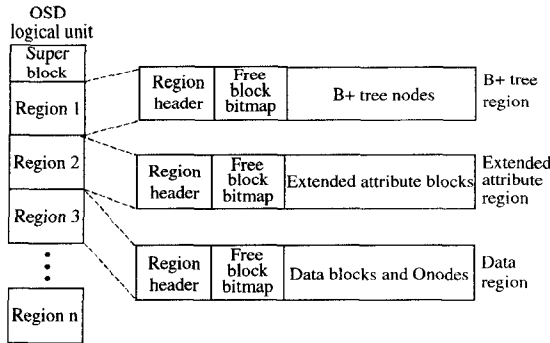 OSD
logical unit
Super
block
Region 1
Region 2
Region 3
Region n
Region
header
Free
block
bitmap
B+ tree nodes
B+ tree
region
Region
header
Free
block
bitmap
Extended attribute blocks
Extended
attribute
region
Region
header
Free
block
bitmap
Data blocks and Onodes
Data
region